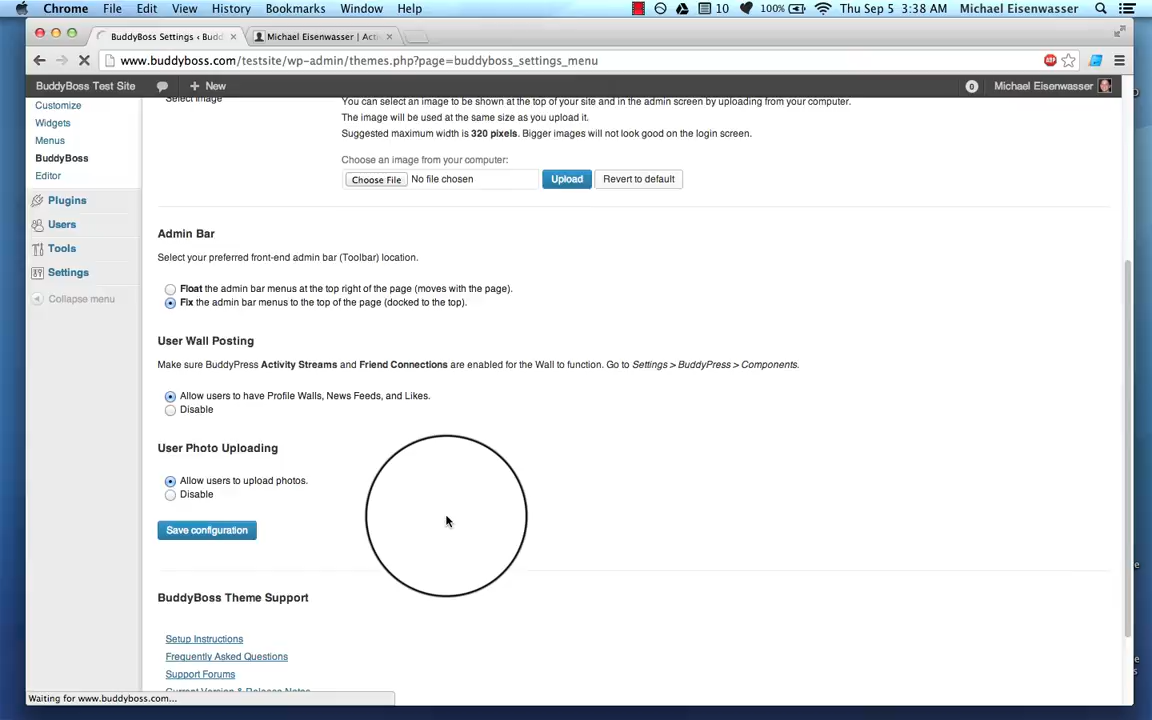 Chrome File Edit View History Bookmarks Window Help 10 100% Thu Sep 5 3:38 AM Michael Eisenwasser
BuddyBoss Settings ‹ Budd
Michael Eisenwasser | Acti
www.buddyboss.com/testsite/wp-admin/themes.php?page=buddyboss_settings_menu
ABP
BuddyBoss Test Site + New 0 Michael Eisenwasser
Customize
Widgets
Menus
BuddyBoss
Editor
Plugins
Users
Tools
Settings
Collapse menu
Select Image
You can select an image to be shown at the top of your site and in the admin screen by uploading from your computer.
The image will be used at the same size as you upload it.
Suggested maximum width is 320 pixels. Bigger images will not look good on the login screen.
Choose an image from your computer:
Choose File No file chosen Upload Revert to default
Admin Bar
Select your preferred front-end admin bar (Toolbar) location.
Float the admin bar menus at the top right of the page (moves with the page).
Fix the admin bar menus to the top of the page (docked to the top).
User Wall Posting
Make sure BuddyPress Activity Streams and Friend Connections are enabled for the Wall to function. Go to Settings > BuddyPress > Components.
Allow users to have Profile Walls, News Feeds, and Likes.
Disable
User Photo Uploading
Allow users to upload photos.
Disable
Save configuration
BuddyBoss Theme Support
Setup Instructions
Frequently Asked Questions
Support Forums
Current Version & Release Notes
Waiting for www.buddyboss.com...